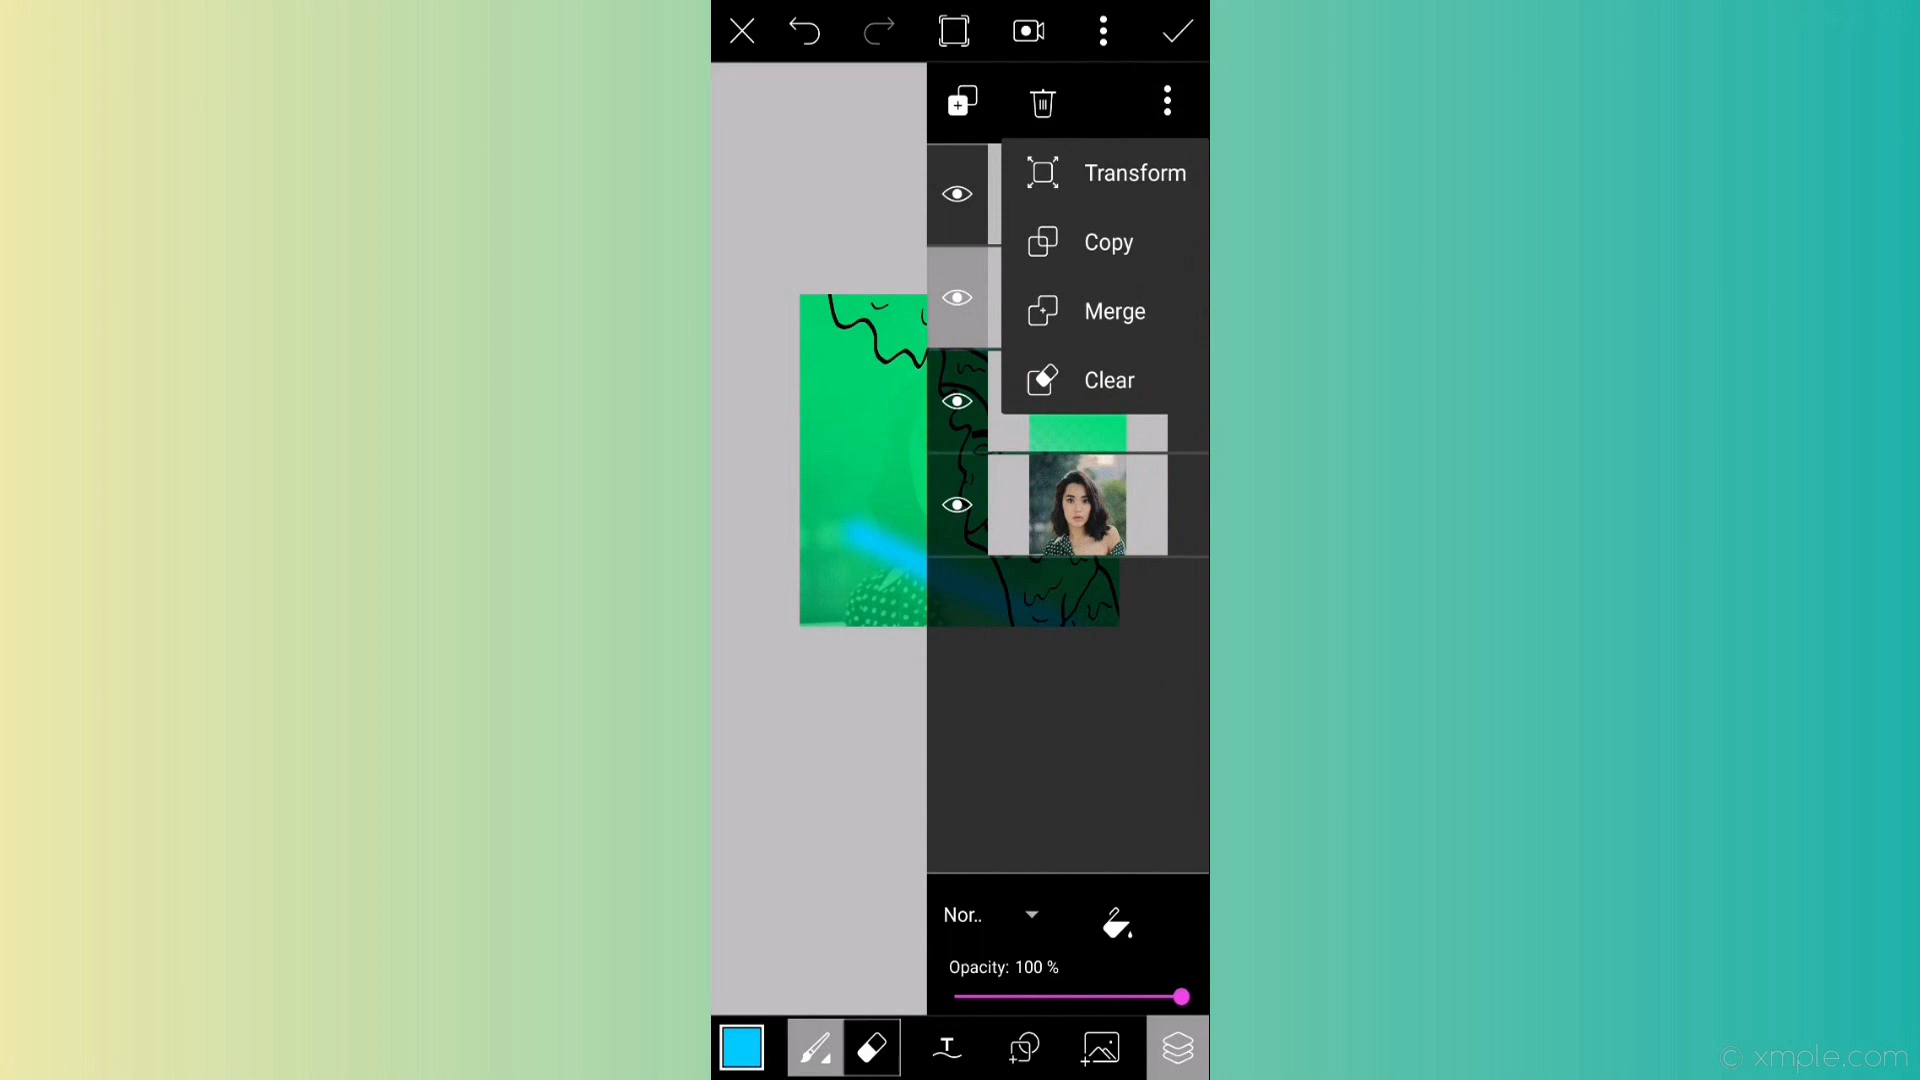 Transform
Copy
Merge
Clear
Nor..
Opacity: 100 %
T
© xmple.com